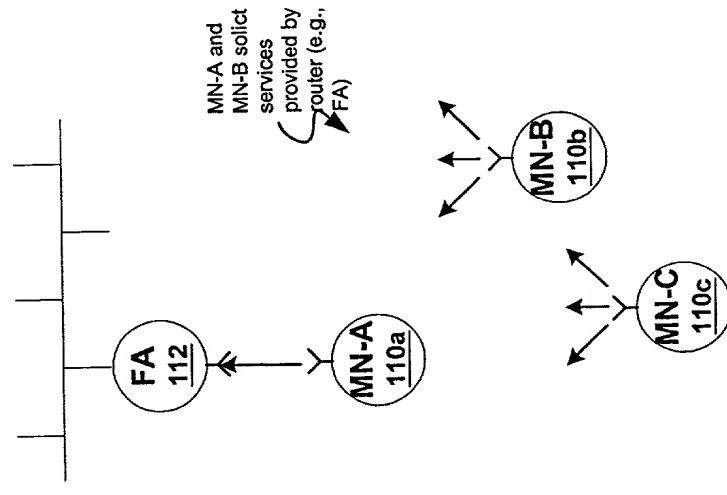 MN-A and
MN-B solict
services
provided by
router (e.g.,
FA)
FA
112
MN-A
110a
MN-B
110b
MN-C
110c